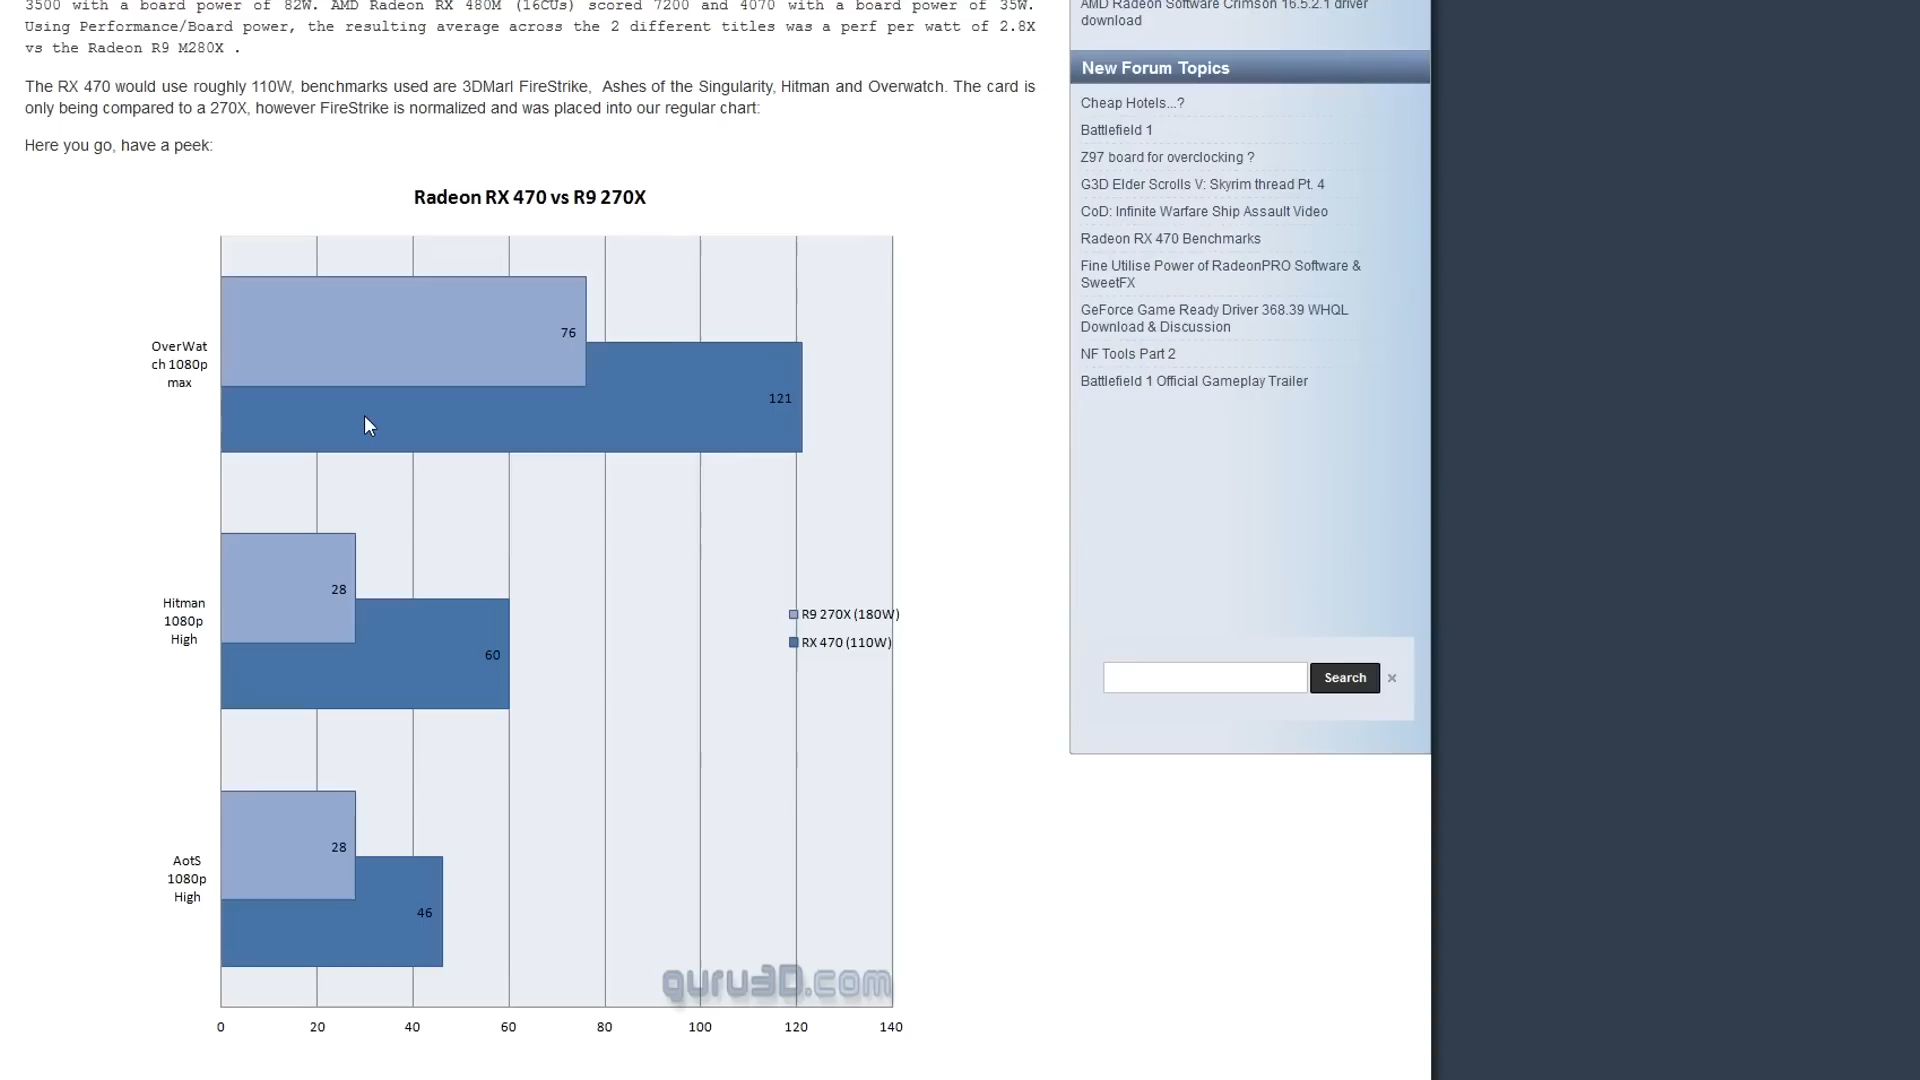 3500 with a board power of 82W. AMD Radeon RX 480M (16CUs) scored 7200 and 4070 with a board power of 35W.
Using Performance/Board power, the resulting average across the 2 different titles was a perf per watt of 2.8X
vs the Radeon R9 M280X .
The RX 470 would use roughly 110W, benchmarks used are 3DMarl FireStrike, Ashes of the Singularity, Hitman and Overwatch. The card is
only being compared to a 270X, however FireStrike is normalized and was placed into our regular chart:
Here you go, have a peek:
Radeon RX 470 vs R9 270X
OverWat
ch 1080p
max
76
121
Hitman
1080p
High
28
60
R9 270X (180W)
RX 470 (110W)
AotS
1080p
High
28
46
guru3D.com
0 20 40 60 80 100 120 140
AMD Radeon Software Crimson 16.5.2.1 driver
download
New Forum Topics
Cheap Hotels...?
Battlefield 1
Z97 board for overclocking ?
G3D Elder Scrolls V: Skyrim thread Pt. 4
CoD: Infinite Warfare Ship Assault Video
Radeon RX 470 Benchmarks
Fine Utilise Power of RadeonPRO Software &
SweetFX
GeForce Game Ready Driver 368.39 WHQL
Download & Discussion
NF Tools Part 2
Battlefield 1 Official Gameplay Trailer
Search